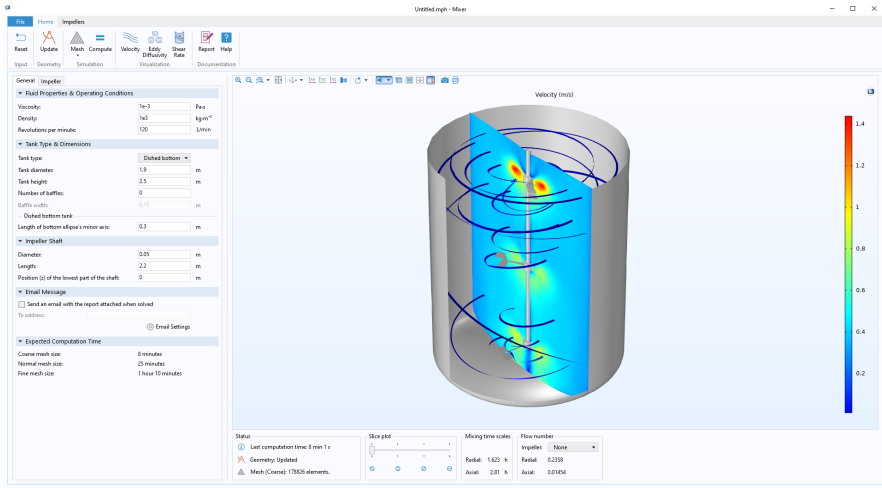 Untitled.mph - Mixer
File Home Impellers
Reset Update Mesh Compute Velocity Eddy Diffusivity Shear Rate Report Help
Input Geometry Simulation Visualization Documentation
General Impeller
Fluid Properties & Operating Conditions
Viscosity: 1e-3 Pa·s
Density: 1e3 kg·m⁻³
Revolutions per minute: 120 1/min
Tank Type & Dimensions
Tank type: Dished bottom
Tank diameter: 1.9 m
Tank height: 2.5 m
Number of baffles: 0
Baffle width: 0.15 m
Dished bottom tank
Length of bottom ellipse's minor axis: 0.3 m
Impeller Shaft
Diameter: 0.05 m
Length: 2.2 m
Position (z) of the lowest part of the shaft: 0 m
Email Message
Send an email with the report attached when solved
To address:
Email Settings
Expected Computation Time
Coarse mesh size: 8 minutes
Normal mesh size: 25 minutes
Fine mesh size: 1 hour 10 minutes
Velocity (m/s)
1.4
1.2
1
0.8
0.6
0.4
0.2
Status
Last computation time: 8 min 1 s
Geometry: Updated
Mesh (Coarse): 178826 elements.
Slice plot
Mixing time scales
Radial: 1.623 h
Axial: 2.81 h
Flow number
Impeller: None
Radial: 0.2358
Axial: 0.01454